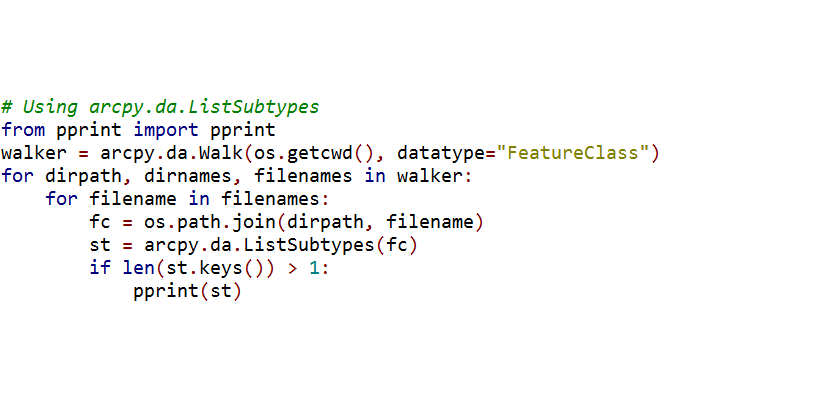 # Using arcpy.da.ListSubtypes
from pprint import pprint
walker = arcpy.da.Walk(os.getcwd(), datatype="FeatureClass")
for dirpath, dirnames, filenames in walker:
    for filename in filenames:
        fc = os.path.join(dirpath, filename)
        st = arcpy.da.ListSubtypes(fc)
        if len(st.keys()) > 1:
            pprint(st)